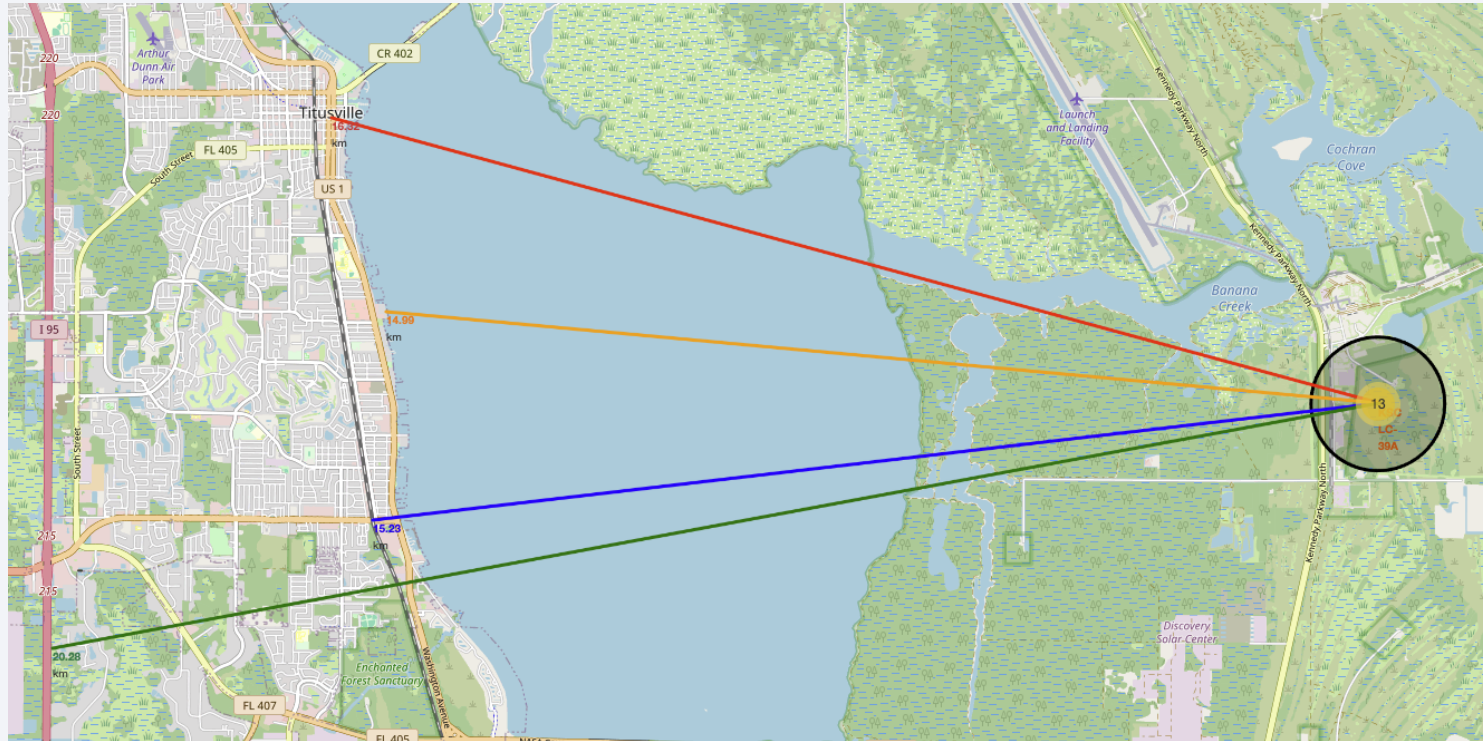 220
Arthur
Dunn Air
Park
CR 402
220
Titusville
16.32
km
FL 405
South Street
US 1
Launch
and Landing
Facility
Kennedy Parkway North
Cochran
Cove
Kennedy Parkway North
Banana
Creek
I 95
14.99
km
13
LC-
39A
South Street
Kennedy Parkway North
15.23
km
215
215
20.28
km
Discovery
Solar Center
Enchanted
Forest Sanctuary
Washington Avenue
FL 407
FL 405